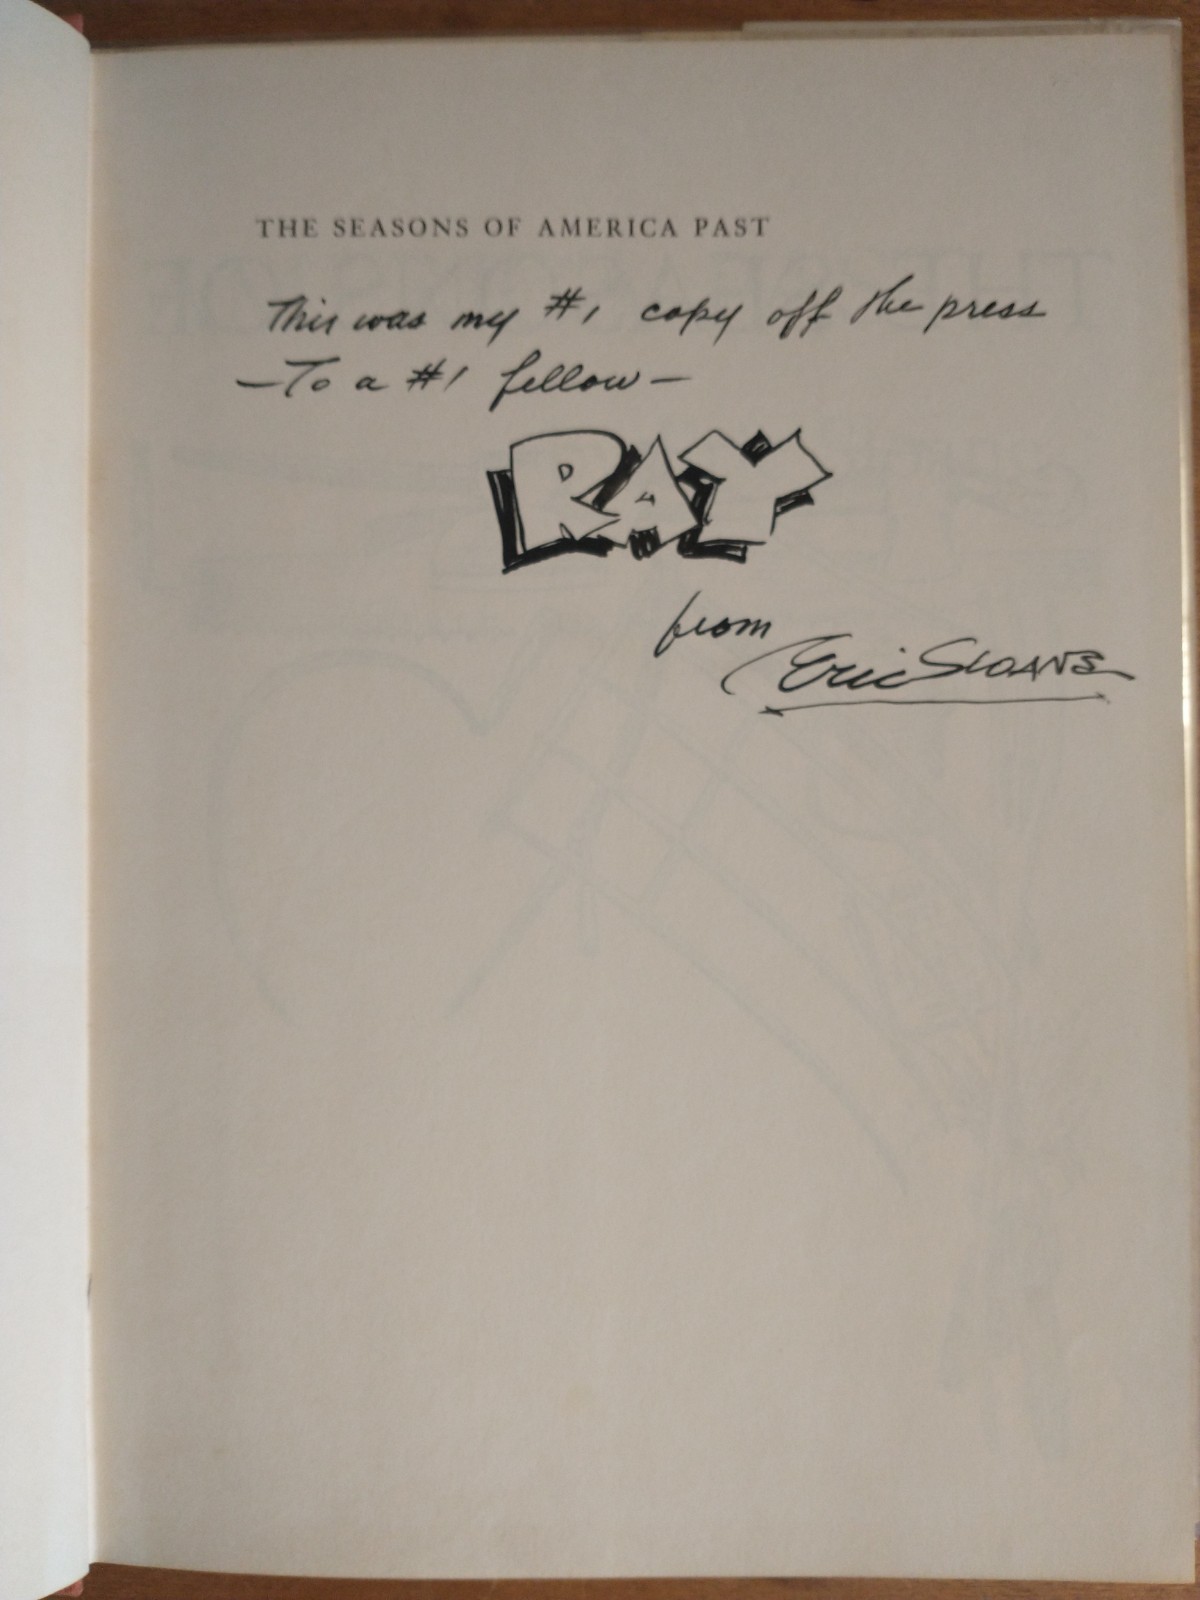 THE SEASONS OF AMERICA PAST
This was my #1 copy off the press
—To a #1 fellow—
RAY
from
Eric SLOANE